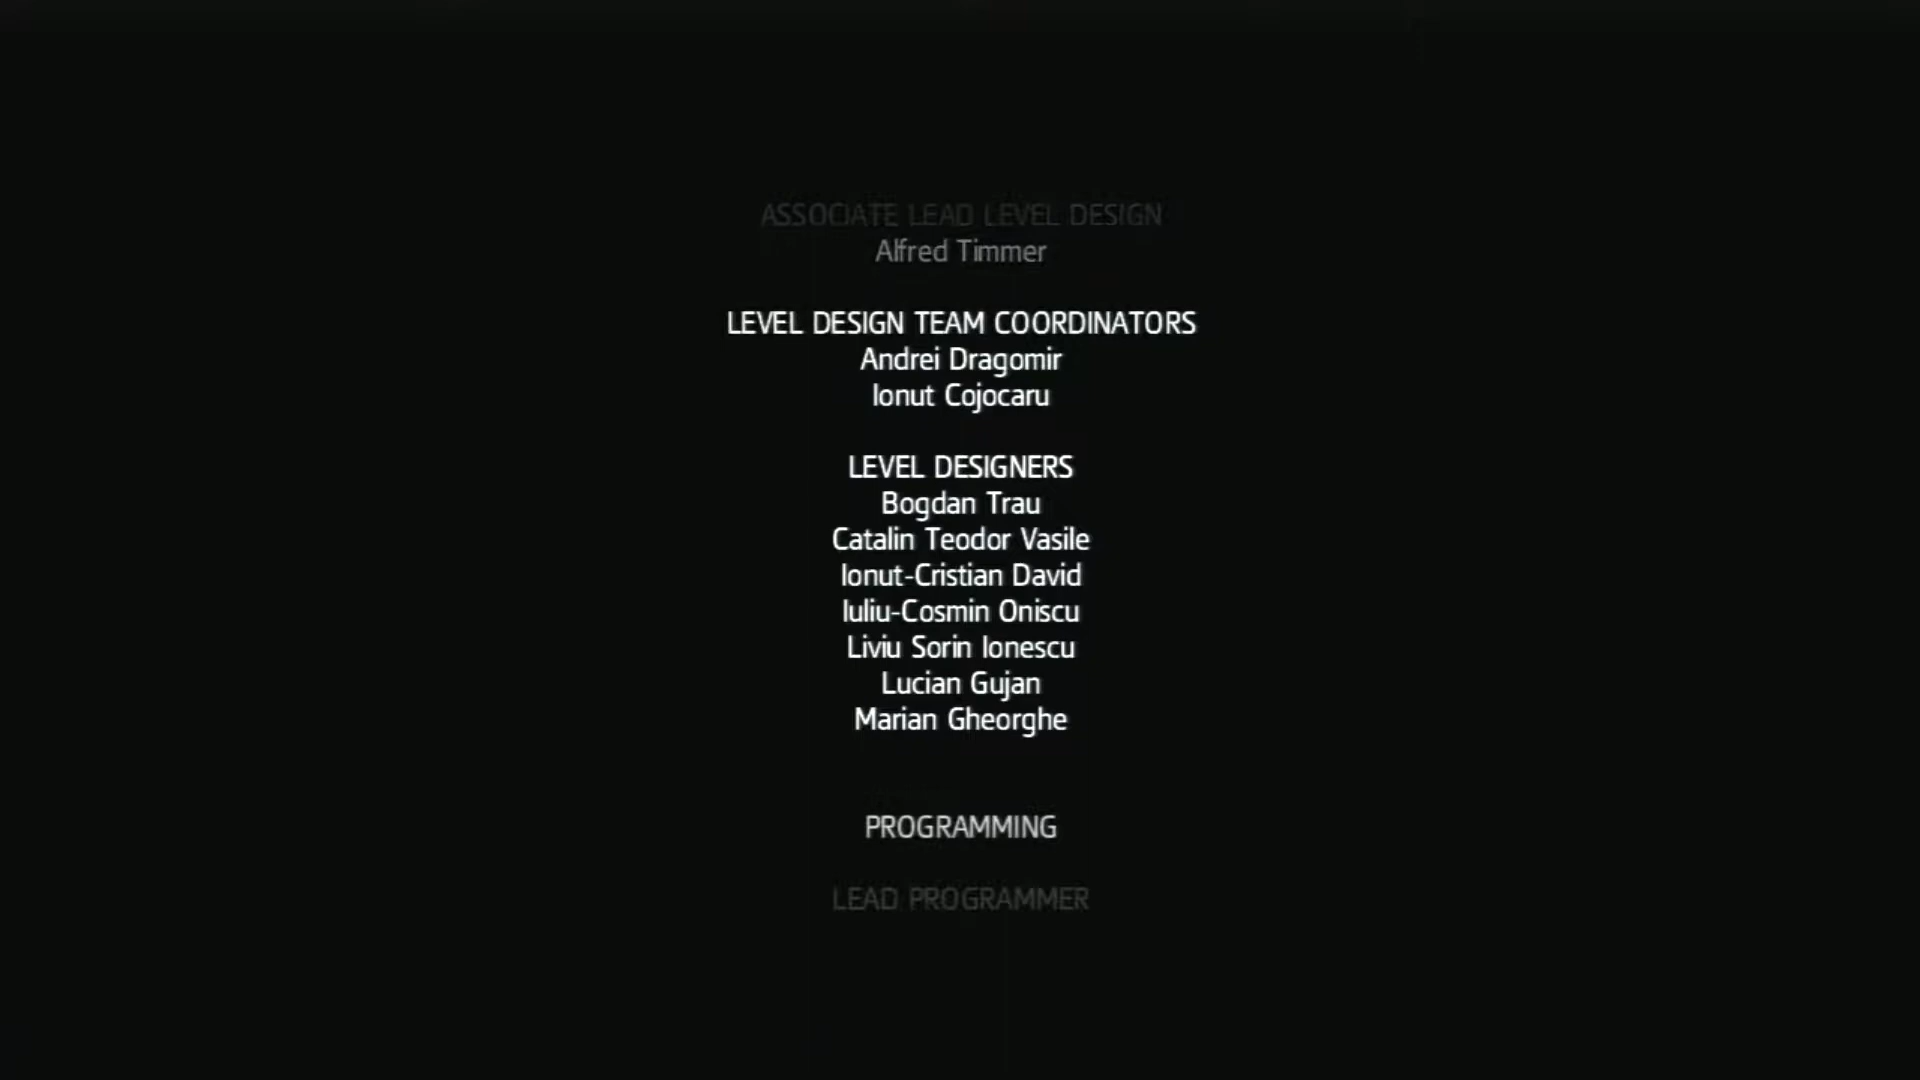 ASSOCIATE LEAD LEVEL DESIGN
Alfred Timmer
LEVEL DESIGN TEAM COORDINATORS
Andrei Dragomir
Ionut Cojocaru
LEVEL DESIGNERS
Bogdan Trau
Catalin Teodor Vasile
Ionut-Cristian David
Iuliu-Cosmin Oniscu
Liviu Sorin Ionescu
Lucian Gujan
Marian Gheorghe
PROGRAMMING
LEAD PROGRAMMER